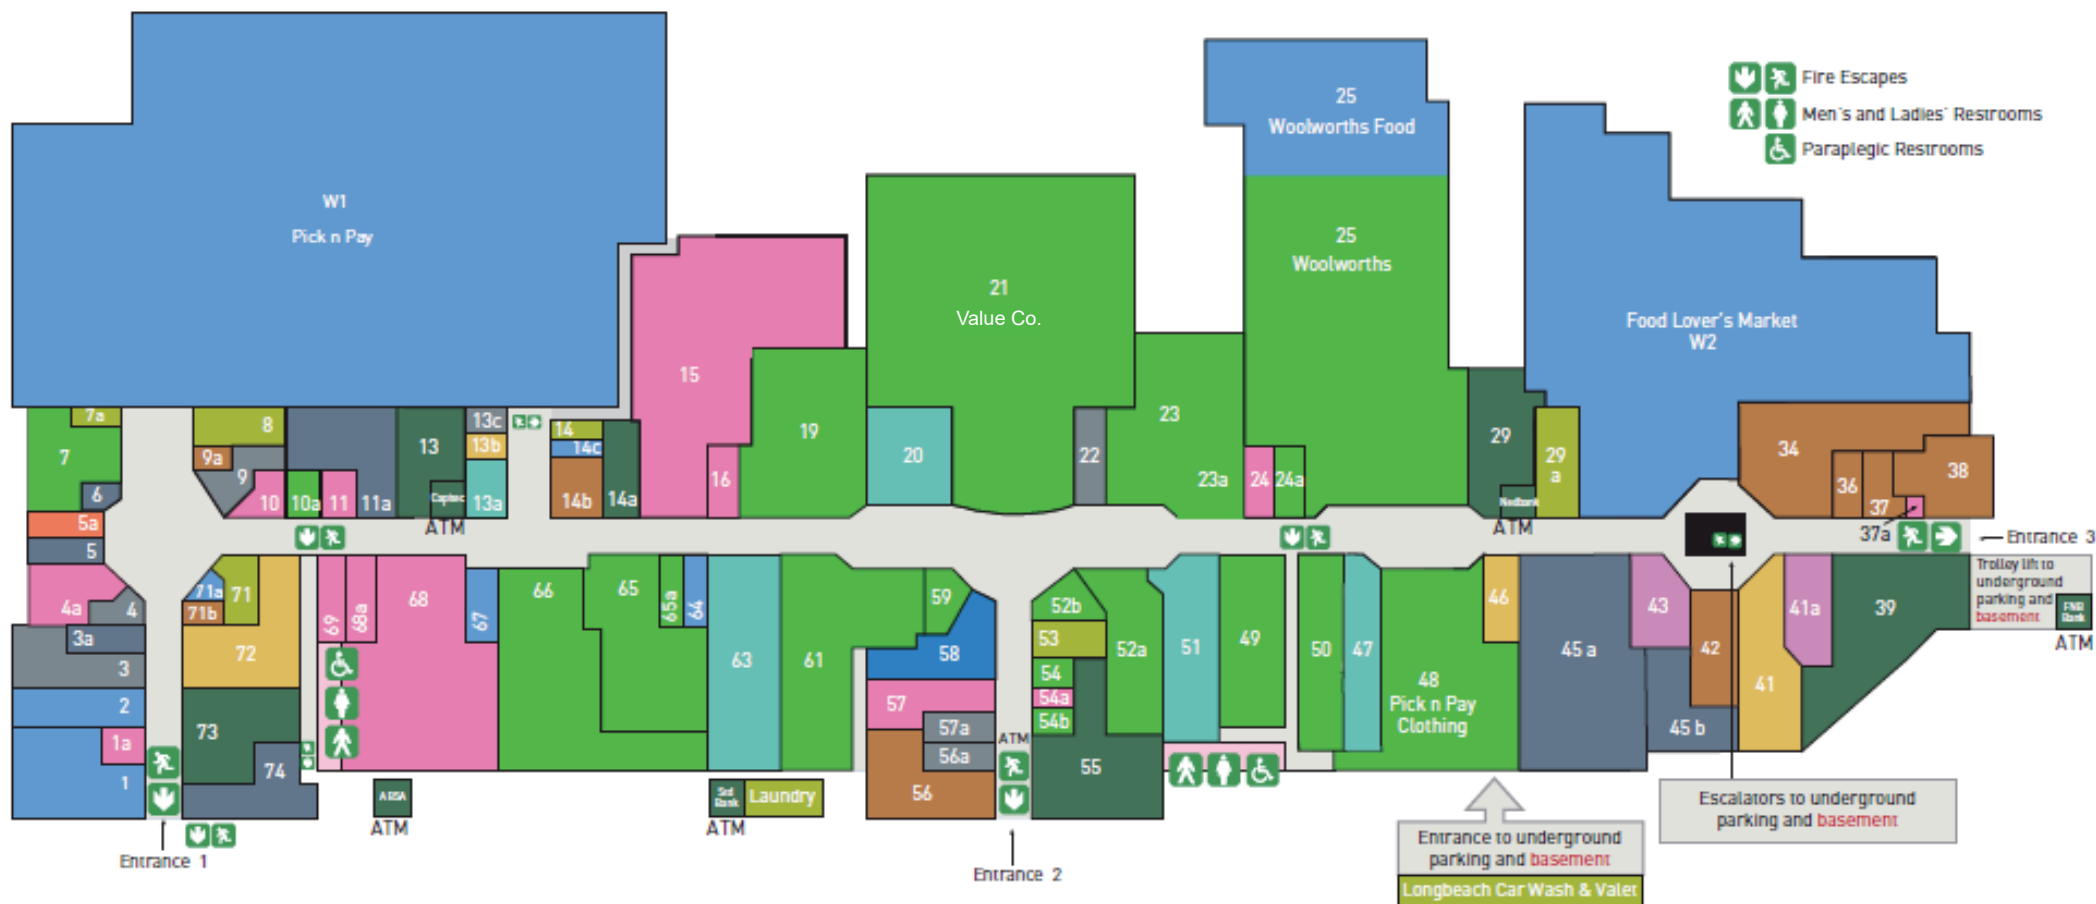 25
Woolworths Food
Fire Escapes
Men's and Ladies' Restrooms
Paraplegic Restrooms
W1
Pick n Pay
21
Value Co.
25
Woolworths
Food Lover's Market
W2
15
7a
7
6
5a
5
4a
4
3a
3
2
1a
1
8
9a
9
10
10a
11
11a
13
Capitec
ATM
13c
13b
13a
14
14c
14b
14a
16
19
20
22
23
23a
24
24a
29
Nedbank
ATM
29
a
34
36
37
38
37a
Entrance 3
71a
71b
71
72
73
74
69
68a
68
67
66
65
65a
64
63
61
59
58
57
57a
56a
56
ATM
52b
53
54
54a
54b
52a
55
51
49
50
47
48
Pick n Pay
Clothing
46
45 a
43
42
45 b
41
41a
39
Trolley lift to
underground
parking and
basement
FNB
Bank
ATM
ABSA
ATM
Std
Bank
Laundry
ATM
Entrance 1
Entrance 2
Entrance to underground
parking and basement
Longbeach Car Wash & Valet
Escalators to underground
parking and basement